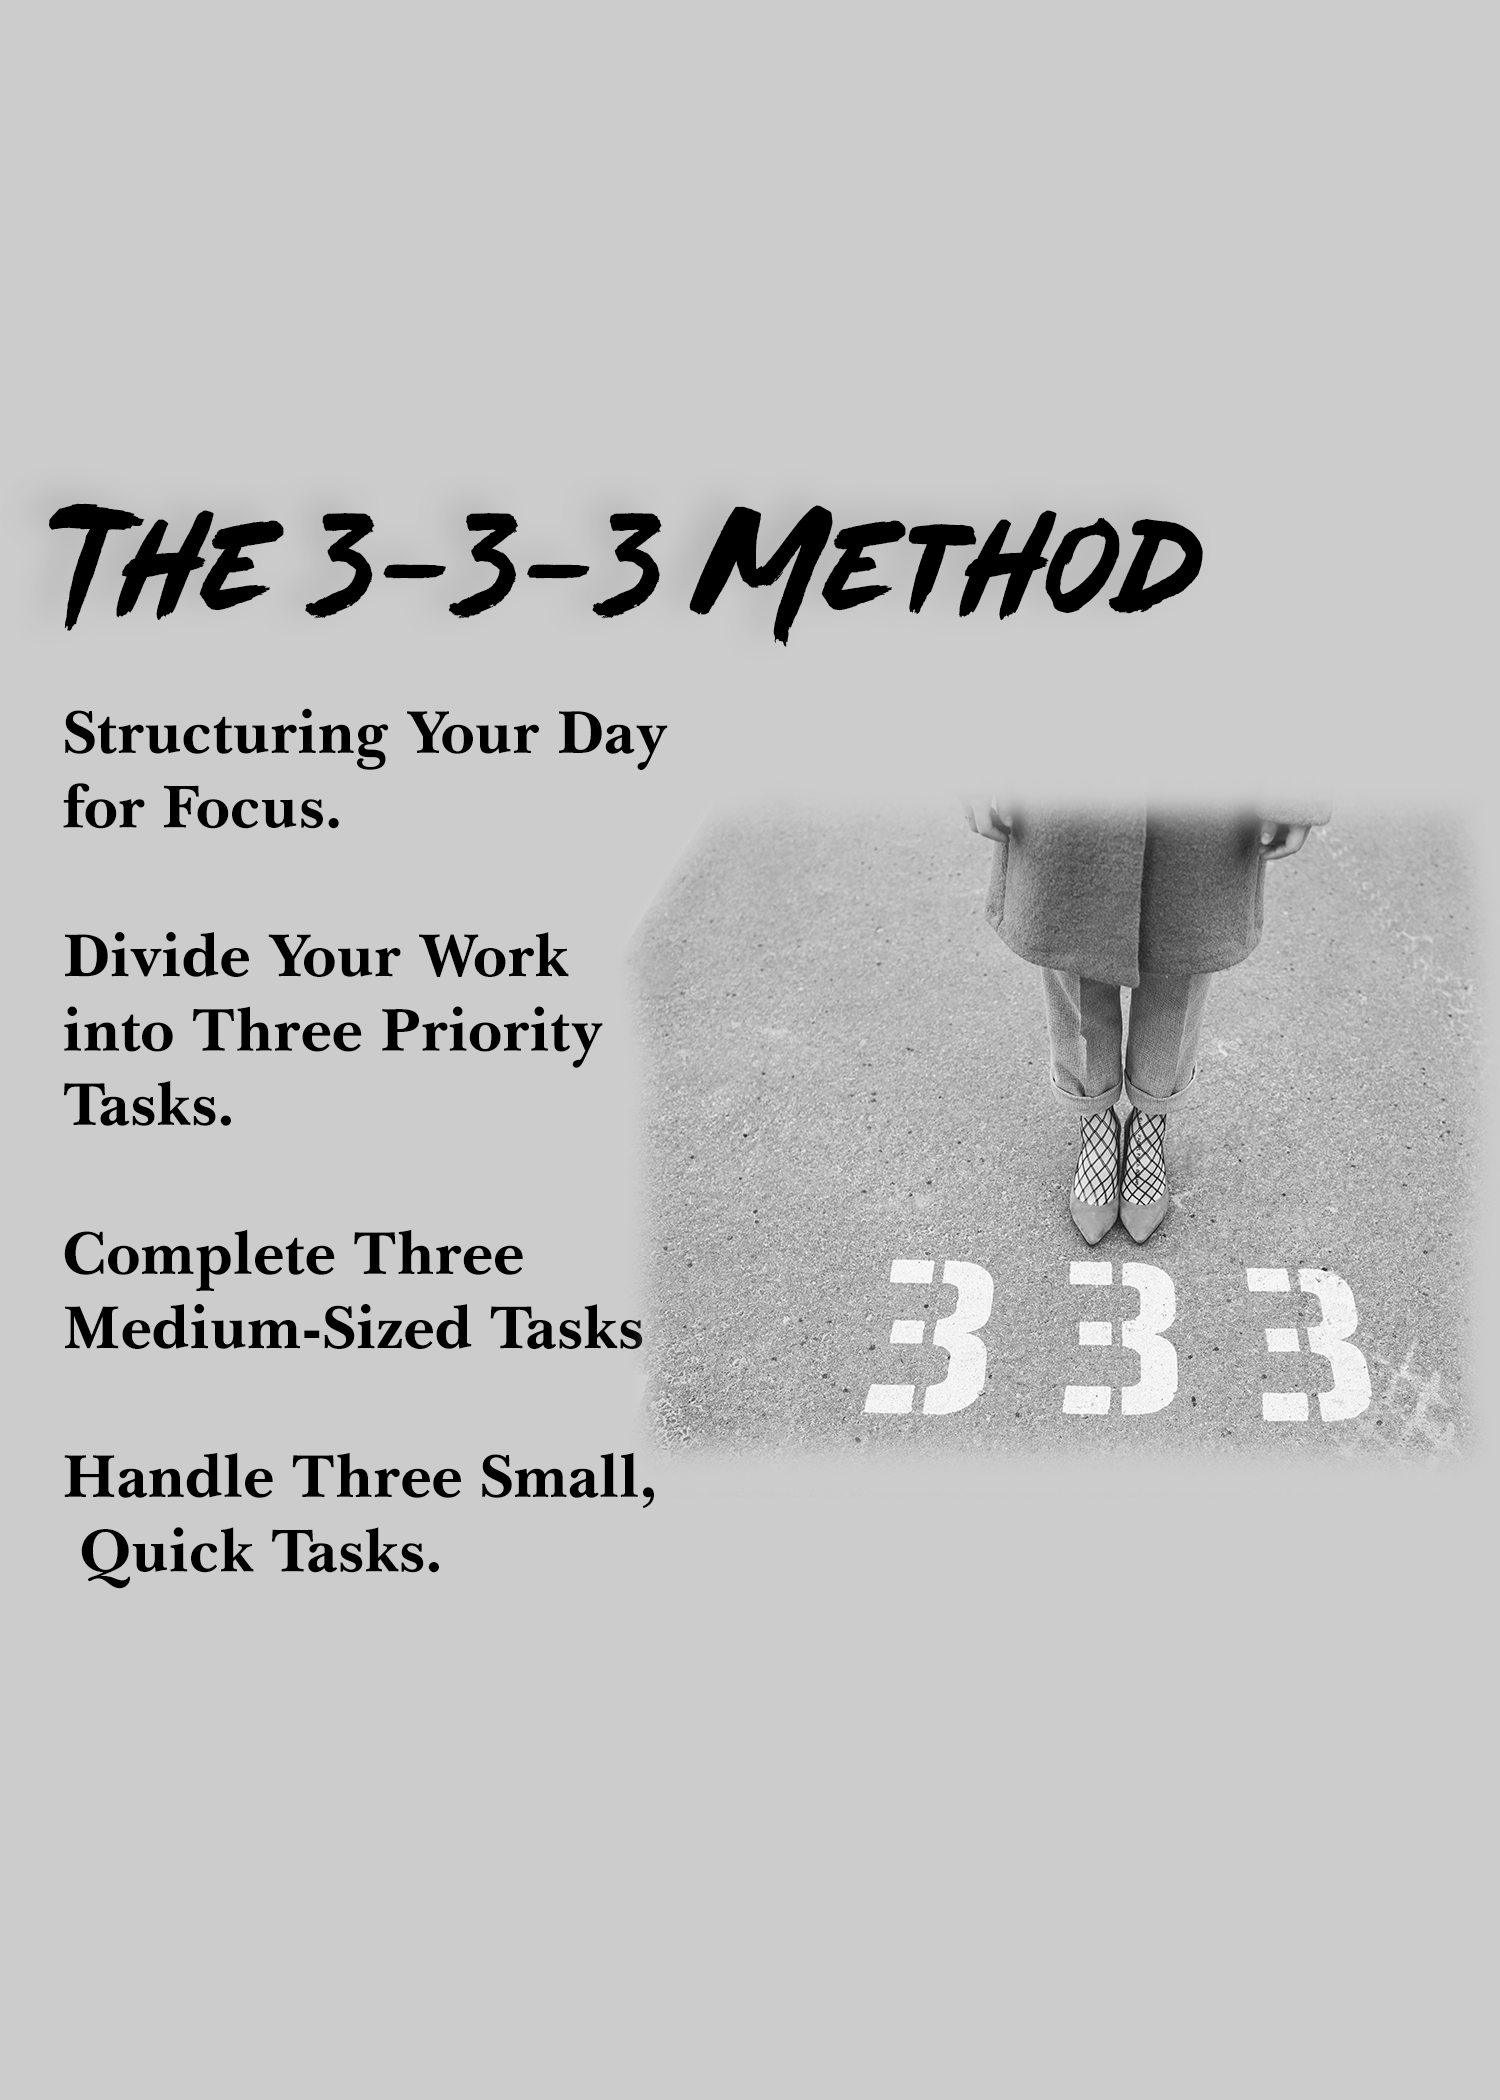 The 3-3-3 Method
Structuring Your Day
for Focus.
Divide Your Work
into Three Priority
Tasks.
Complete Three
Medium-Sized Tasks
Handle Three Small,
Quick Tasks.
3 3 3